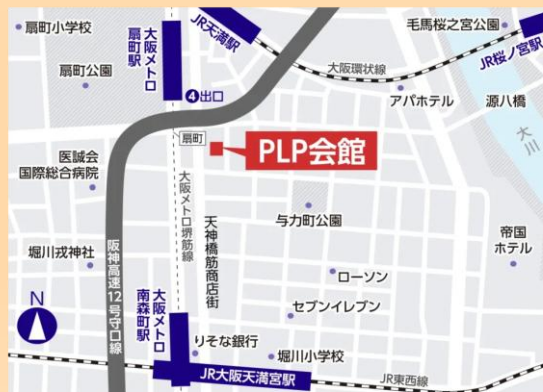 扇町小学校
扇町公園
大阪メトロ
扇町駅
JR天満駅
4出口
毛馬桜之宮公園
JR桜ノ宮駅
大阪環状線
アパホテル
源八橋
大川
扇町
PLP会館
医誠会
国際総合病院
大阪メトロ堺筋線
天神橋筋商店街
与力町公園
帝国
ホテル
堀川戎神社
阪神高速12号守口線
ローソン
セブンイレブン
N
大阪メトロ
南森町駅
りそな銀行
堀川小学校
JR大阪天満宮駅
JR東西線